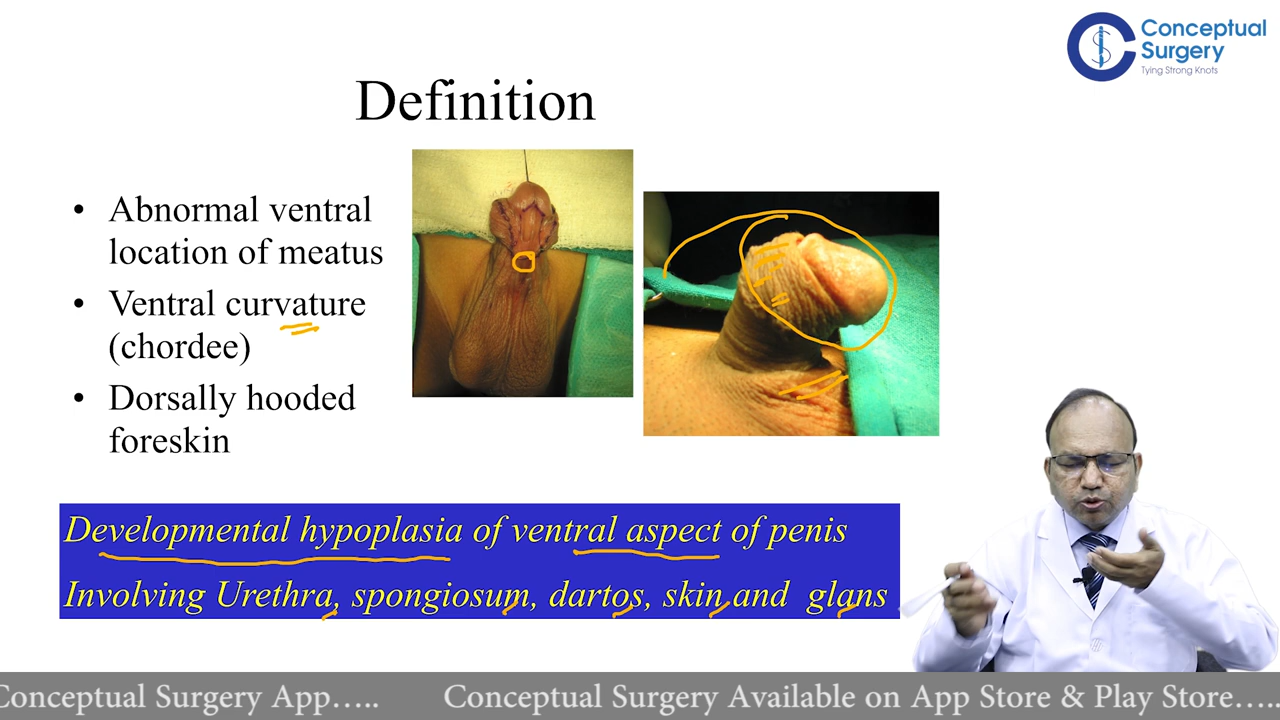 Conceptual
Surgery
Tying Strong Knots
Definition
• Abnormal ventral
location of meatus
• Ventral curvature
(chordee)
• Dorsally hooded
foreskin
Developmental hypoplasia of ventral aspect of penis
Involving Urethra, spongiosum, dartos, skin and glans
Conceptual Surgery App….. Conceptual Surgery Available on App Store & Play Store…..